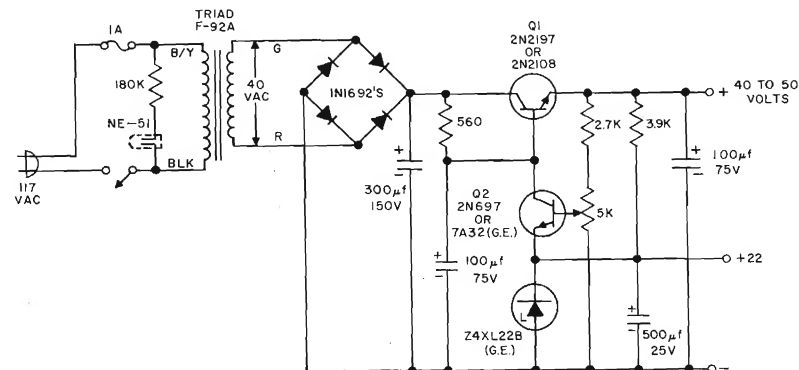 1A
TRIAD
F-92A
B/Y
180K
NE-51
BLK
117
VAC
G
40
VAC
R
1N1692'S
300µf
150V
+
−
560
Q1
2N2197
OR
2N2108
Q2
2N697
OR
7A32(G.E.)
100µf
75V
+
−
2.7K
3.9K
5K
L
Z4XL22B
(G.E.)
+
−
100µf
75V
+ 40 TO 50
VOLTS
+22
+
−
500µf
25V
−